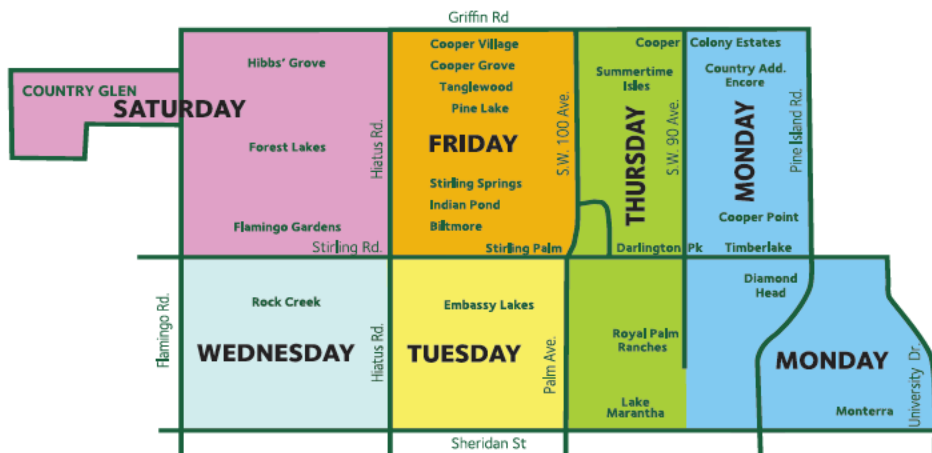 Griffin Rd
COUNTRY GLEN
SATURDAY
Hibbs' Grove
Forest Lakes
Flamingo Gardens
Stirling Rd.
Hiatus Rd.
Cooper Village
Cooper Grove
Tanglewood
Pine Lake
FRIDAY
Stirling Springs
Indian Pond
Biltmore
Stirling Palm
S.W. 100 Ave.
Cooper Colony Estates
Summertime
Isles
THURSDAY
S.W. 90 Ave.
Country Add.
Encore
MONDAY
Pine Island Rd.
Cooper Point
Darlington Pk
Timberlake
Flamingo Rd.
Rock Creek
WEDNESDAY
Hiatus Rd.
Embassy Lakes
TUESDAY
Palm Ave.
Royal Palm
Ranches
Lake
Marantha
Diamond
Head
MONDAY
Monterra
University Dr.
Sheridan St